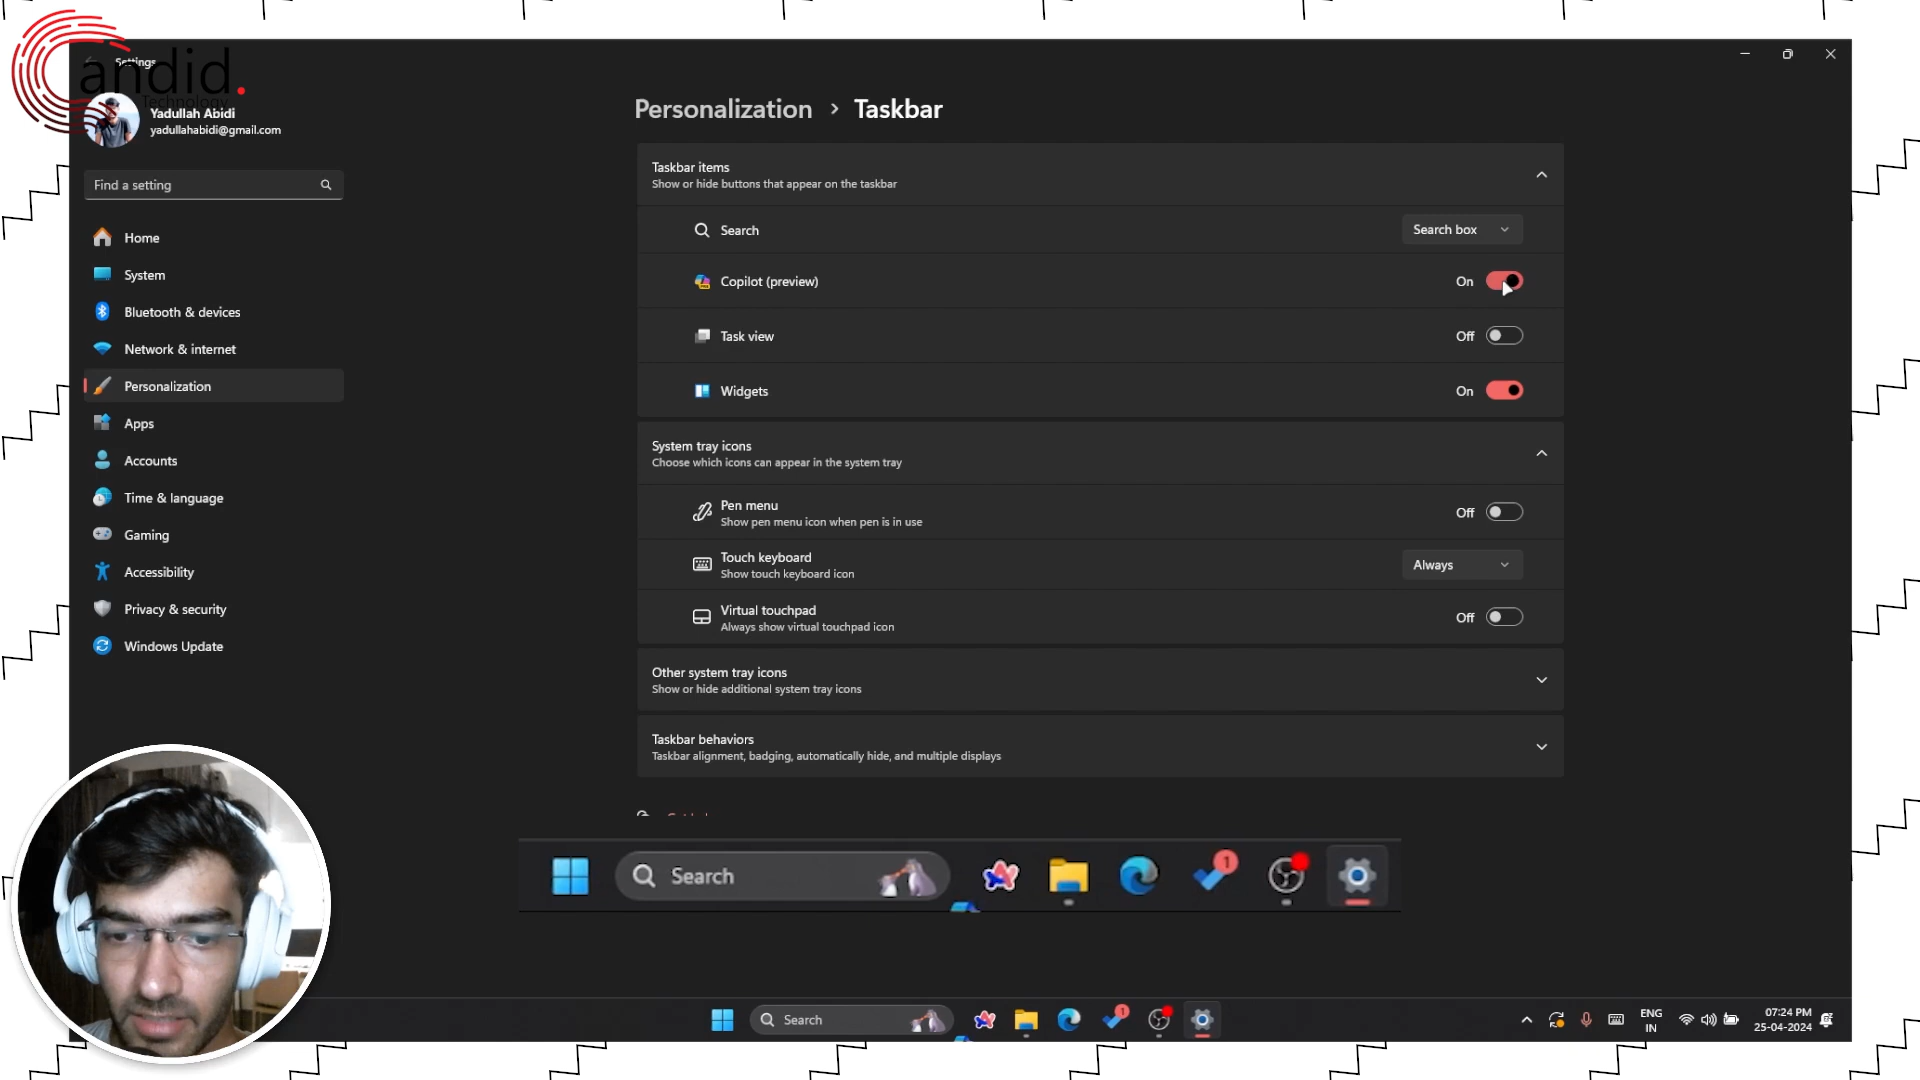 andid.
Technology
Settings
Yadullah Abidi
yadullahabidi@gmail.com
Find a setting
Home
System
Bluetooth & devices
Network & internet
Personalization
Apps
Accounts
Time & language
Gaming
Accessibility
Privacy & security
Windows Update
Personalization > Taskbar
Taskbar items
Show or hide buttons that appear on the taskbar
Search
Search box
Copilot (preview)
On
Task view
Off
Widgets
On
System tray icons
Choose which icons can appear in the system tray
Pen menu
Show pen menu icon when pen is in use
Off
Touch keyboard
Show touch keyboard icon
Always
Virtual touchpad
Always show virtual touchpad icon
Off
Other system tray icons
Show or hide additional system tray icons
Taskbar behaviors
Taskbar alignment, badging, automatically hide, and multiple displays
Search
1
Search
1
ENG
IN
07:24 PM
25-04-2024